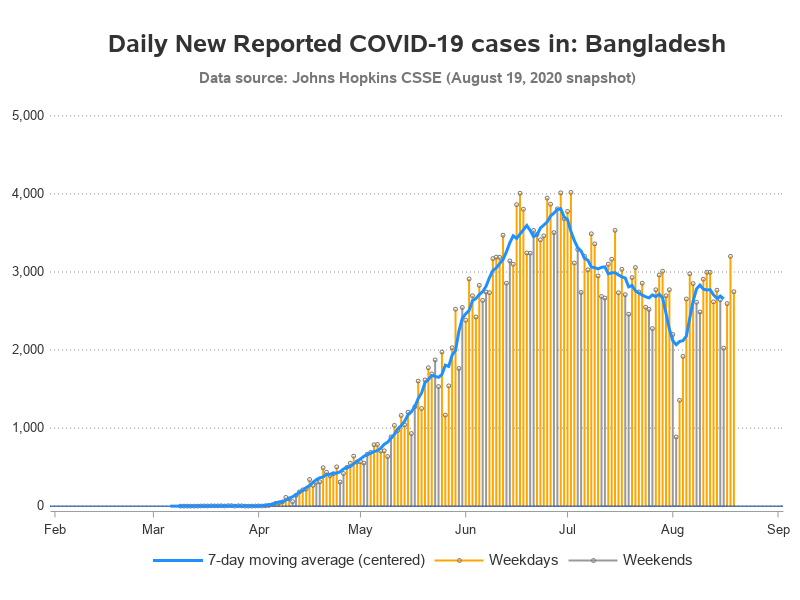 Daily New Reported COVID-19 cases in: Bangladesh
Data source: Johns Hopkins CSSE (August 19, 2020 snapshot)
5,000
4,000
3,000
2,000
1,000
0
Feb Mar Apr May Jun Jul Aug Sep
7-day moving average (centered) Weekdays Weekends